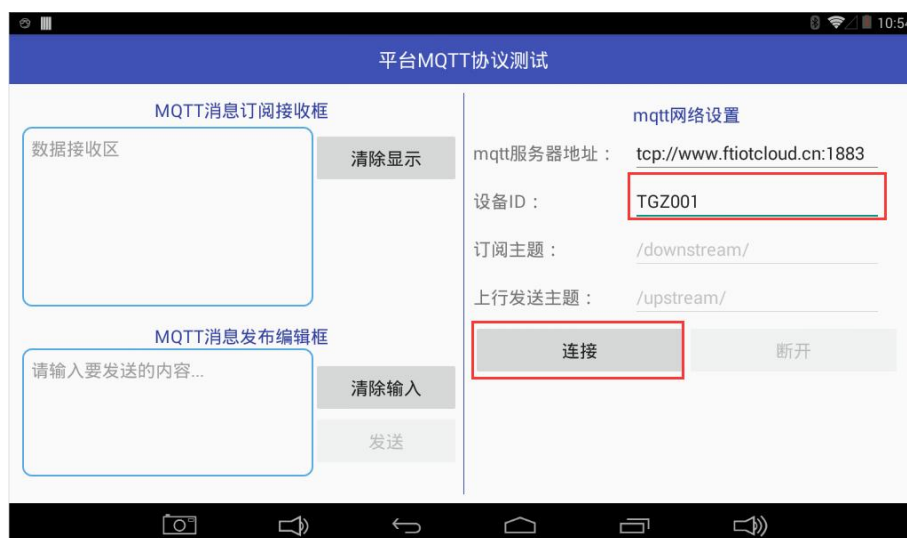 10:54
平台MQTT协议测试
MQTT消息订阅接收框
数据接收区
清除显示
MQTT消息发布编辑框
请输入要发送的内容...
清除输入
发送
mqtt网络设置
mqtt服务器地址： tcp://www.ftiotcloud.cn:1883
设备ID： TGZ001
订阅主题： /downstream/
上行发送主题： /upstream/
连接 断开